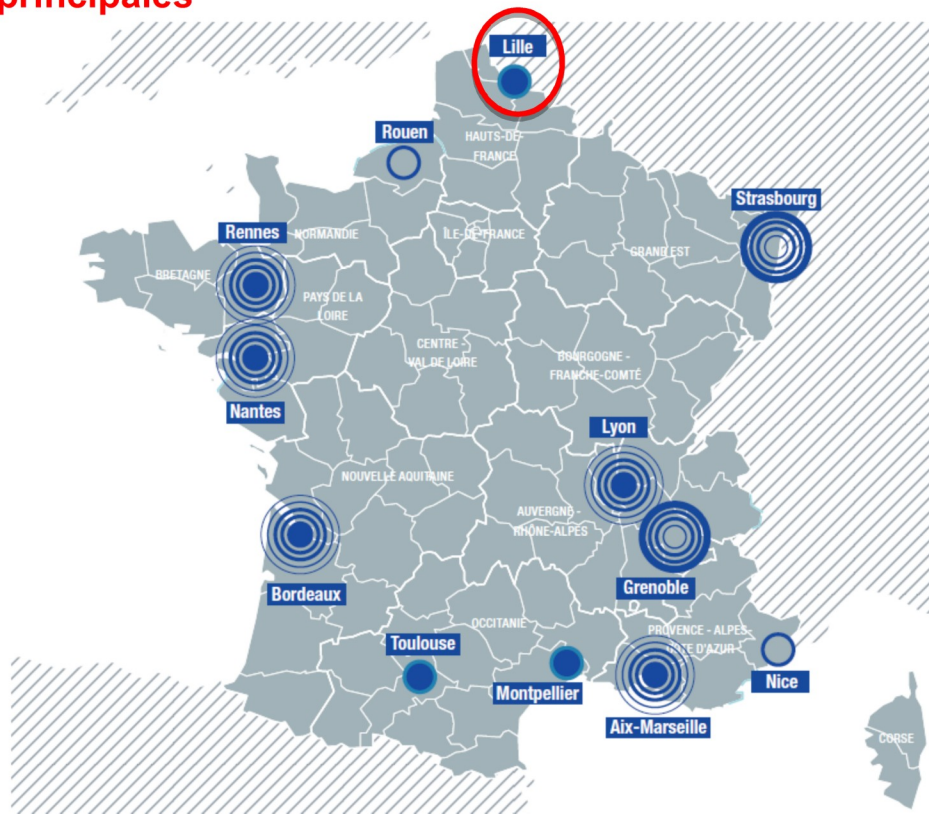 principales
Lille
Rouen
HAUTS-DE-
FRANCE
Strasbourg
Rennes
NORMANDIE
ÎLE-DE-FRANCE
GRAND EST
BRETAGNE
PAYS DE LA
LOIRE
CENTRE -
VAL DE LOIRE
BOURGOGNE -
FRANCHE-COMTÉ
Nantes
Lyon
NOUVELLE AQUITAINE
AUVERGNE -
RHÔNE-ALPES
Grenoble
Bordeaux
OCCITANIE
PROVENCE - ALPES-
CÔTE D'AZUR
Toulouse
Montpellier
Nice
Aix-Marseille
CORSE